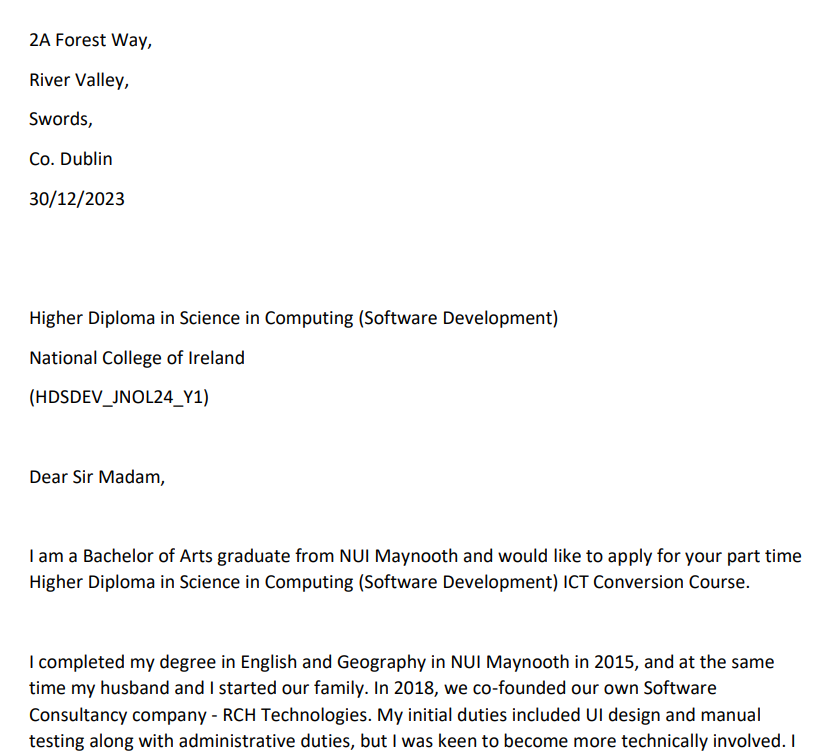 2A Forest Way,
River Valley,
Swords,
Co. Dublin
30/12/2023
Higher Diploma in Science in Computing (Software Development)
National College of Ireland
(HDSDEV_JNOL24_Y1)
Dear Sir Madam,
I am a Bachelor of Arts graduate from NUI Maynooth and would like to apply for your part time
Higher Diploma in Science in Computing (Software Development) ICT Conversion Course.
I completed my degree in English and Geography in NUI Maynooth in 2015, and at the same
time my husband and I started our family. In 2018, we co-founded our own Software
Consultancy company - RCH Technologies. My initial duties included UI design and manual
testing along with administrative duties, but I was keen to become more technically involved. I